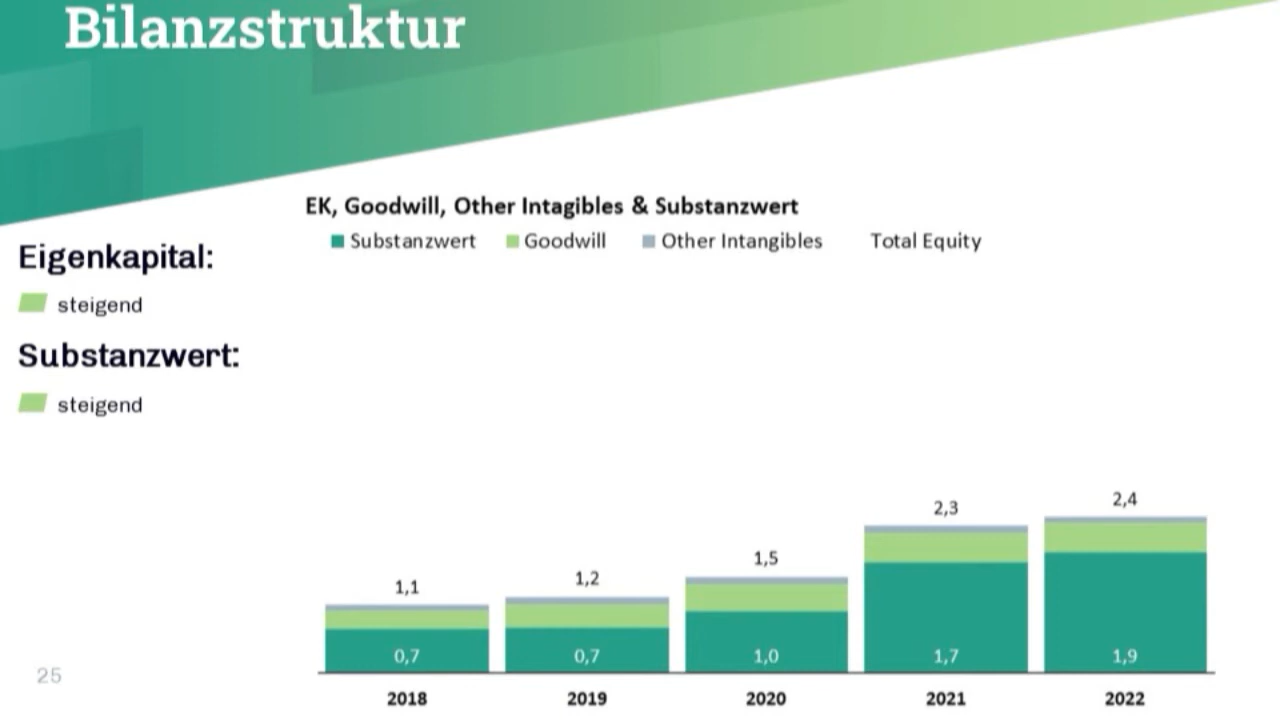 Bilanzstruktur
EK, Goodwill, Other Intagibles & Substanzwert
Substanzwert Goodwill Other Intangibles Total Equity
Eigenkapital:
steigend
Substanzwert:
steigend
1,1 1,2 1,5 2,3 2,4
0,7 0,7 1,0 1,7 1,9
2018 2019 2020 2021 2022
25